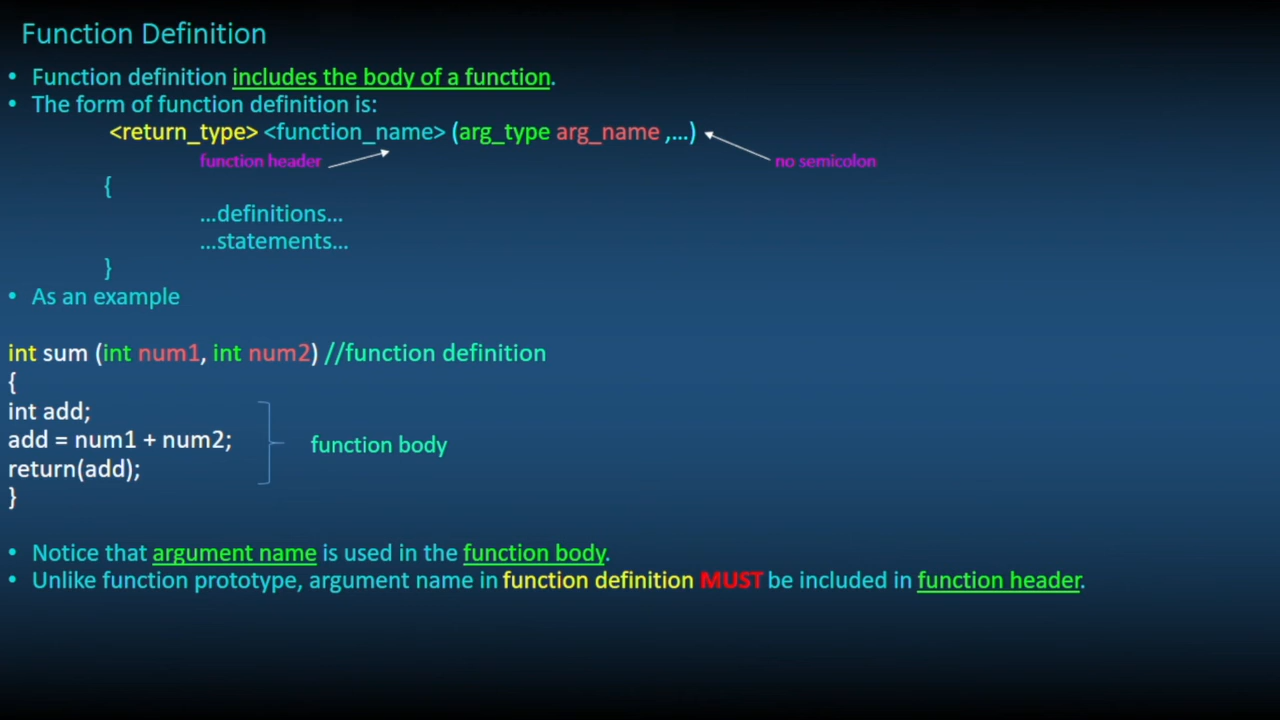 Function Definition
• Function definition includes the body of a function.
• The form of function definition is:
<return_type> <function_name> (arg_type arg_name ,...)
function header
no semicolon
{
...definitions...
...statements...
}
• As an example
int sum (int num1, int num2) //function definition
{
int add;
add = num1 + num2;
function body
return(add);
}
• Notice that argument name is used in the function body.
• Unlike function prototype, argument name in function definition MUST be included in function header.